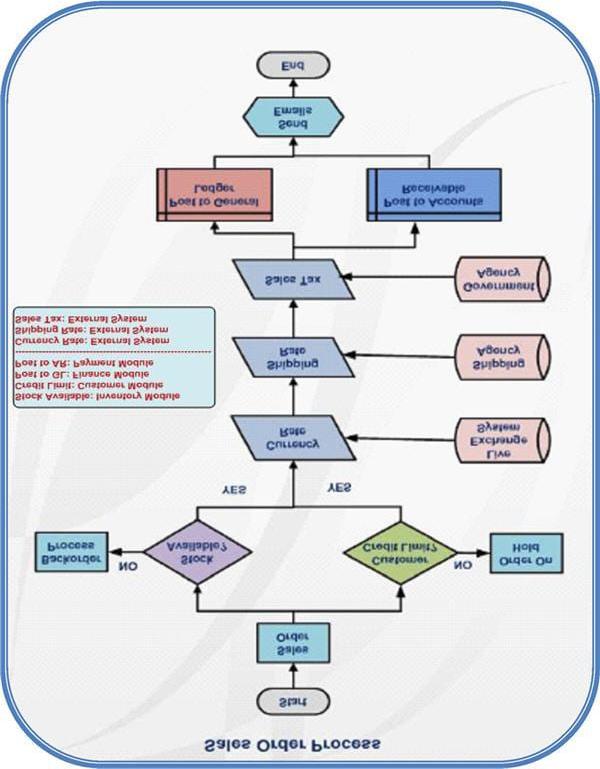 Sales Order Process
Start
Sales
Order
Stock
Available?
Customer
Credit Limit?
NO
NO
Backorder
Process
Order On
Hold
YES
YES
Currency
Rate
Live
Exchange
System
Shipping
Rate
Shipping
Agency
Sales Tax
Government
Agency
Post to General
Ledger
Post to Accounts
Receivable
Send
Emails
End
Stock Available: Inventory Module
Credit Limit: Customer Module
Post to GL: Finance Module
Post to AR: Payment Module
--------------------------------------------------
Currency Rate: External System
Shipping Rate: External System
Sales Tax: External System